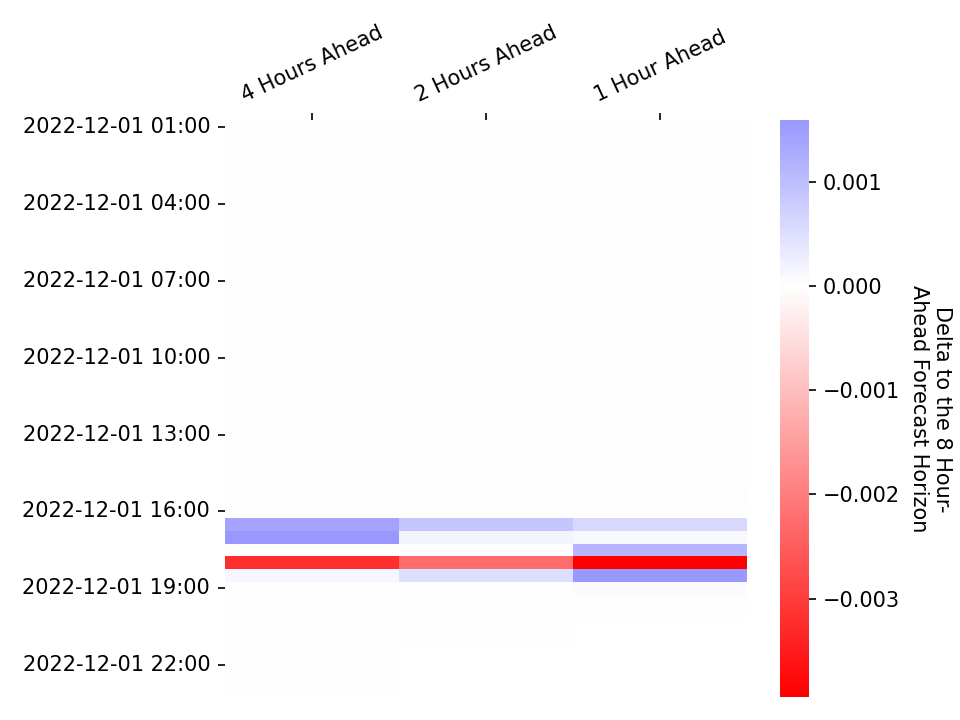 4 Hours Ahead
2 Hours Ahead
1 Hour Ahead
2022-12-01 01:00
2022-12-01 04:00
2022-12-01 07:00
2022-12-01 10:00
2022-12-01 13:00
2022-12-01 16:00
2022-12-01 19:00
2022-12-01 22:00
0.001
0.000
−0.001
−0.002
−0.003
Delta to the 8 Hour-
Ahead Forecast Horizon